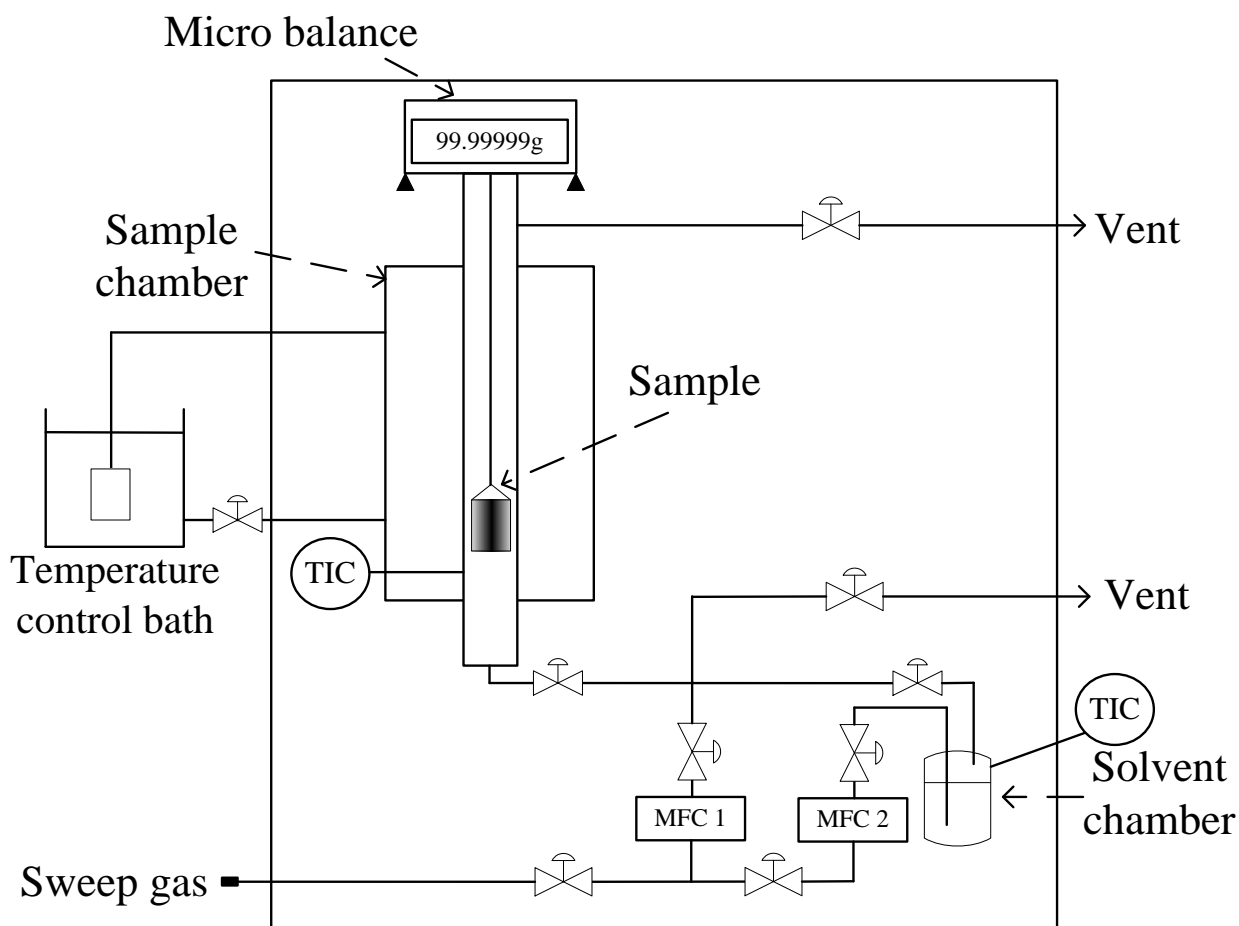 Micro balance
99.99999g
Sample
chamber
Vent
Sample
Temperature
control bath
TIC
Vent
TIC
Solvent
chamber
MFC 1
MFC 2
Sweep gas